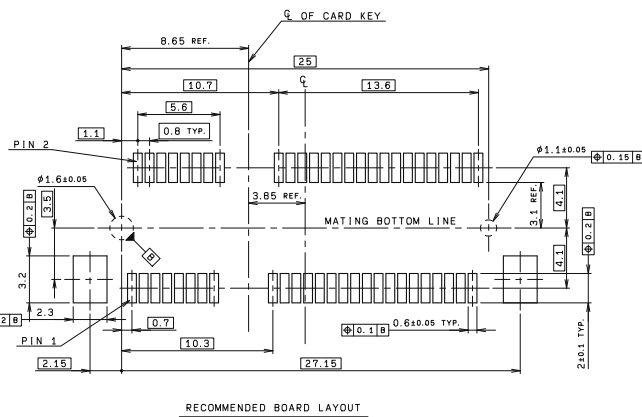 ℄ OF CARD KEY
8.65 REF.
25
10.7
℄
13.6
5.6
1.1
0.8 TYP.
PIN 2
ø1.1±0.05
⌖ 0.15 B
ø1.6±0.05
⌖ 0.2 B
3.5
3.85 REF.
3.1 REF.
4.1
MATING BOTTOM LINE
B
4.1
⌖ 0.2 B
3.2
2.3
2 B
PIN 1
0.7
⌖ 0.1 B
0.6±0.05 TYP.
2±0.1 TYP.
10.3
2.15
27.15
RECOMMENDED BOARD LAYOUT